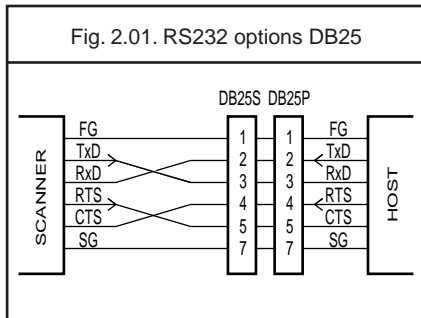 Fig. 2.01. RS232 options DB25
DB25S DB25P
FG 1 1 FG
TxD 2 2 TxD
RxD 3 3 RxD
RTS 4 4 RTS
CTS 5 5 CTS
SG 7 7 SG
SCANNER
HOST